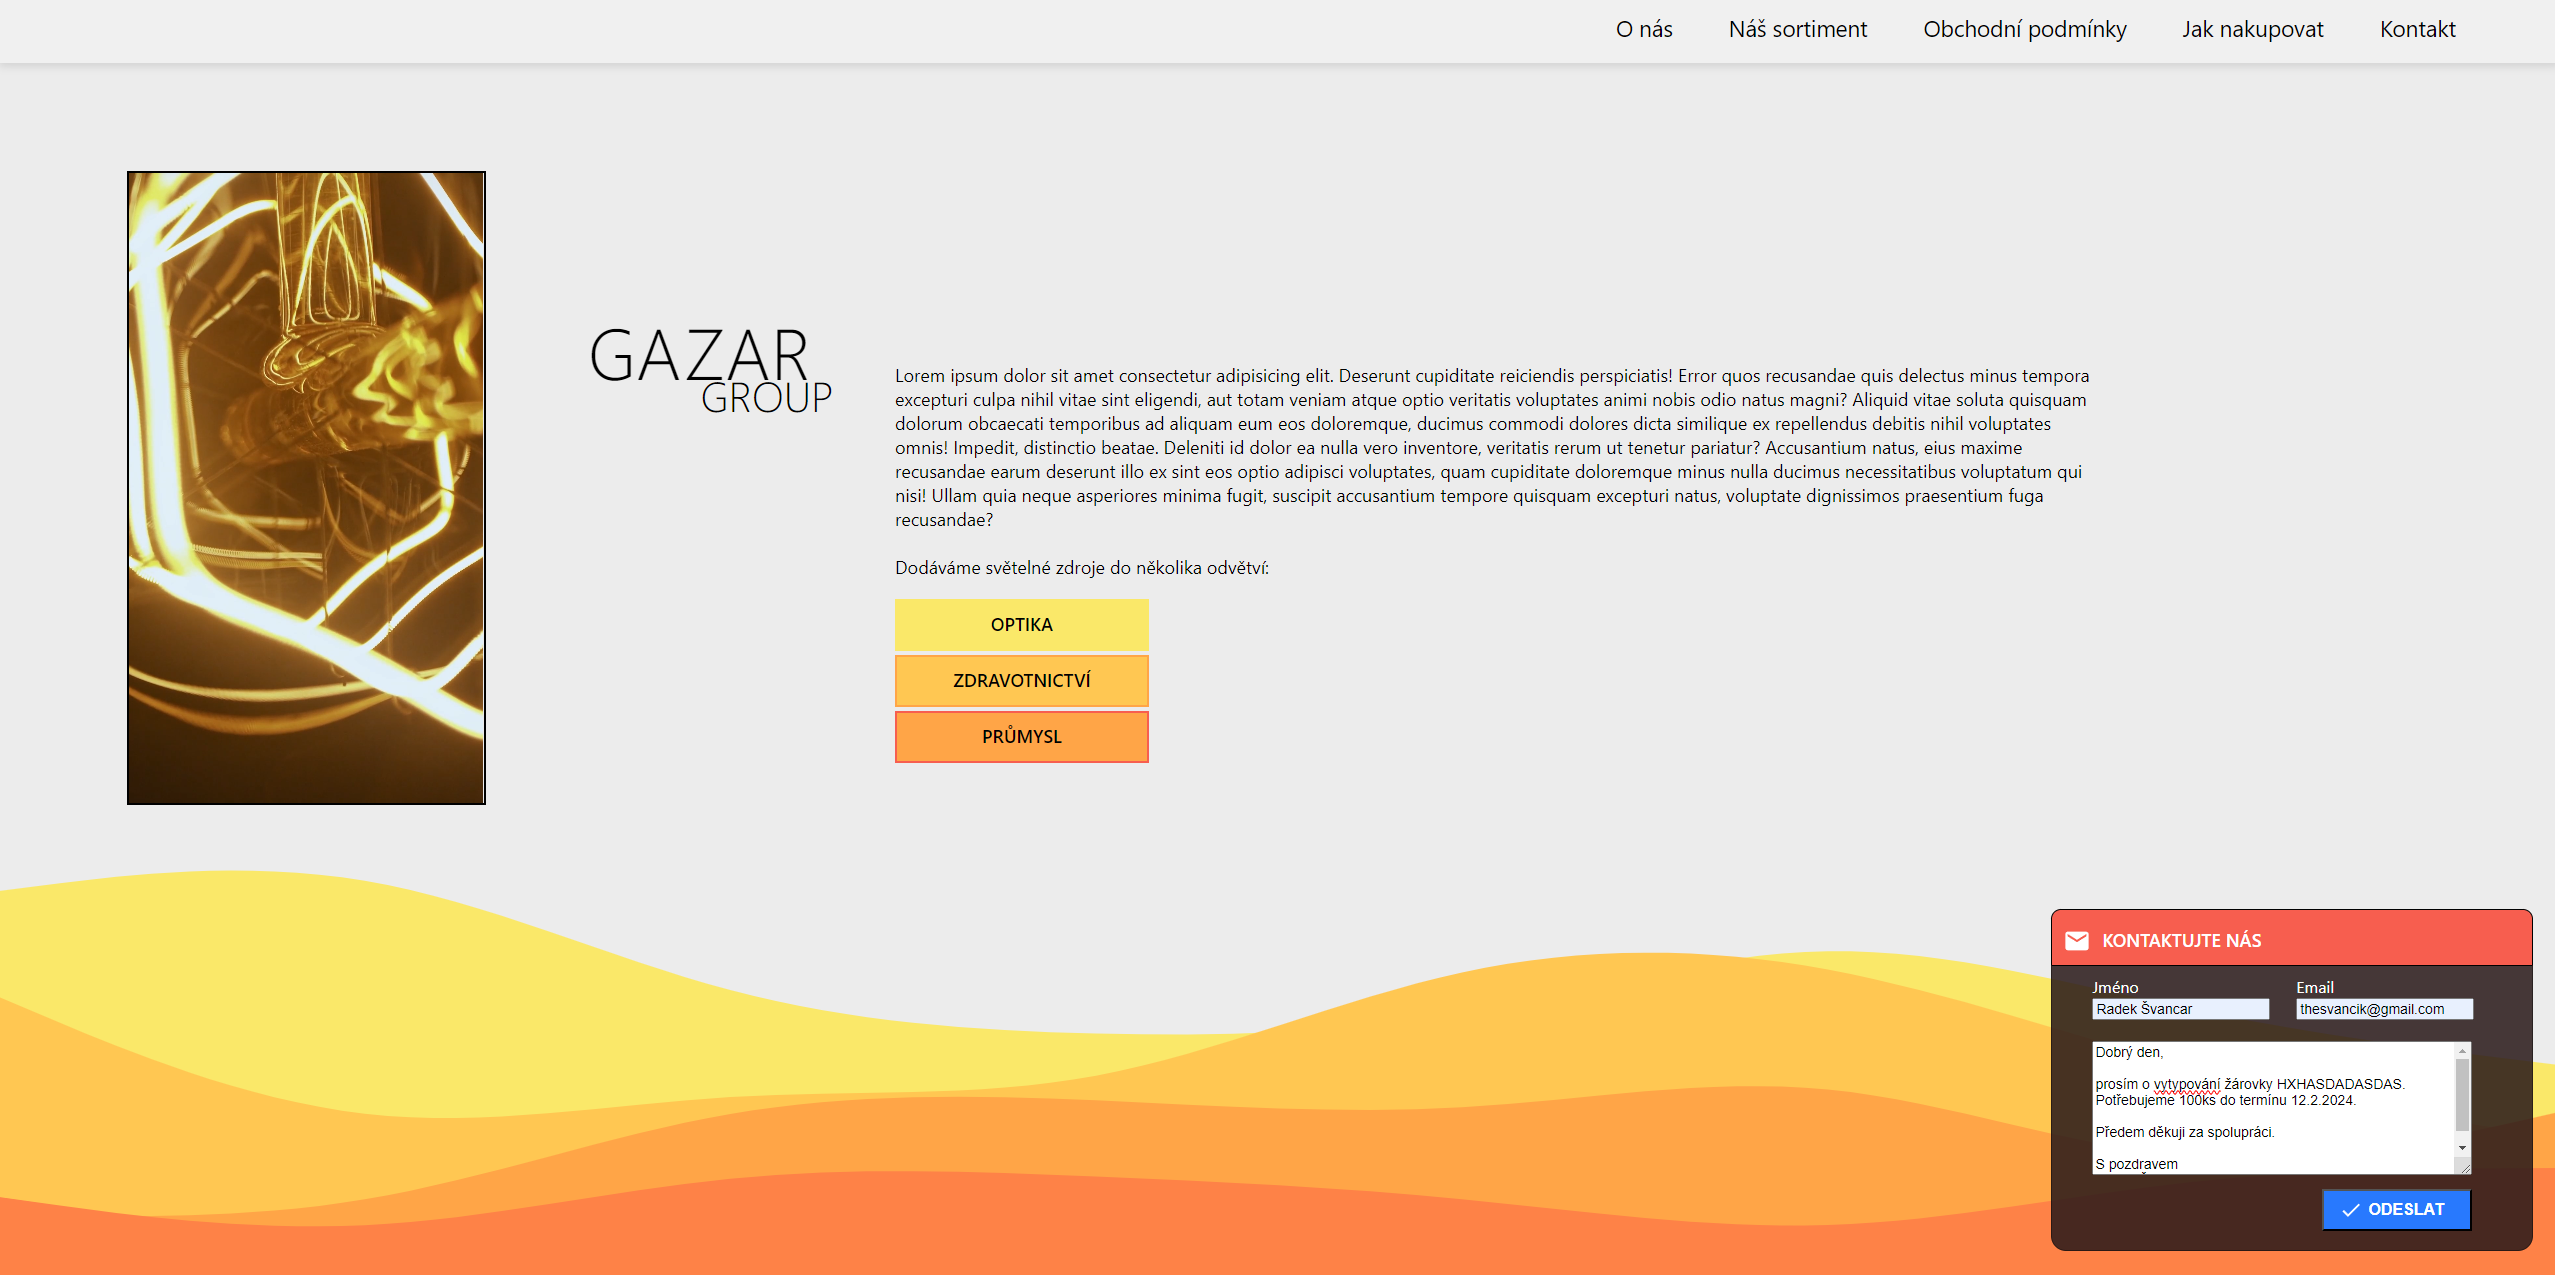 O nás Náš sortiment Obchodní podmínky Jak nakupovat Kontakt
GAZAR
GROUP
Lorem ipsum dolor sit amet consectetur adipisicing elit. Deserunt cupiditate reiciendis perspiciatis! Error quos recusandae quis delectus minus tempora
excepturi culpa nihil vitae sint eligendi, aut totam veniam atque optio veritatis voluptates animi nobis odio natus magni? Aliquid vitae soluta quisquam
dolorum obcaecati temporibus ad aliquam eum eos doloremque, ducimus commodi dolores dicta similique ex repellendus debitis nihil voluptates
omnis! Impedit, distinctio beatae. Deleniti id dolor ea nulla vero inventore, veritatis rerum ut tenetur pariatur? Accusantium natus, eius maxime
recusandae earum deserunt illo ex sint eos optio adipisci voluptates, quam cupiditate doloremque minus nulla ducimus necessitatibus voluptatum qui
nisi! Ullam quia neque asperiores minima fugit, suscipit accusantium tempore quisquam excepturi natus, voluptate dignissimos praesentium fuga
recusandae?
Dodáváme světelné zdroje do několika odvětví:
OPTIKA
ZDRAVOTNICTVÍ
PRŮMYSL
KONTAKTUJTE NÁS
Jméno Email
Radek Švancar thesvancik@gmail.com
Dobrý den,
prosím o vytypování žárovky HXHASDADASDAS.
Potřebujeme 100ks do termínu 12.2.2024.
Předem děkuji za spolupráci.
S pozdravem
ODESLAT